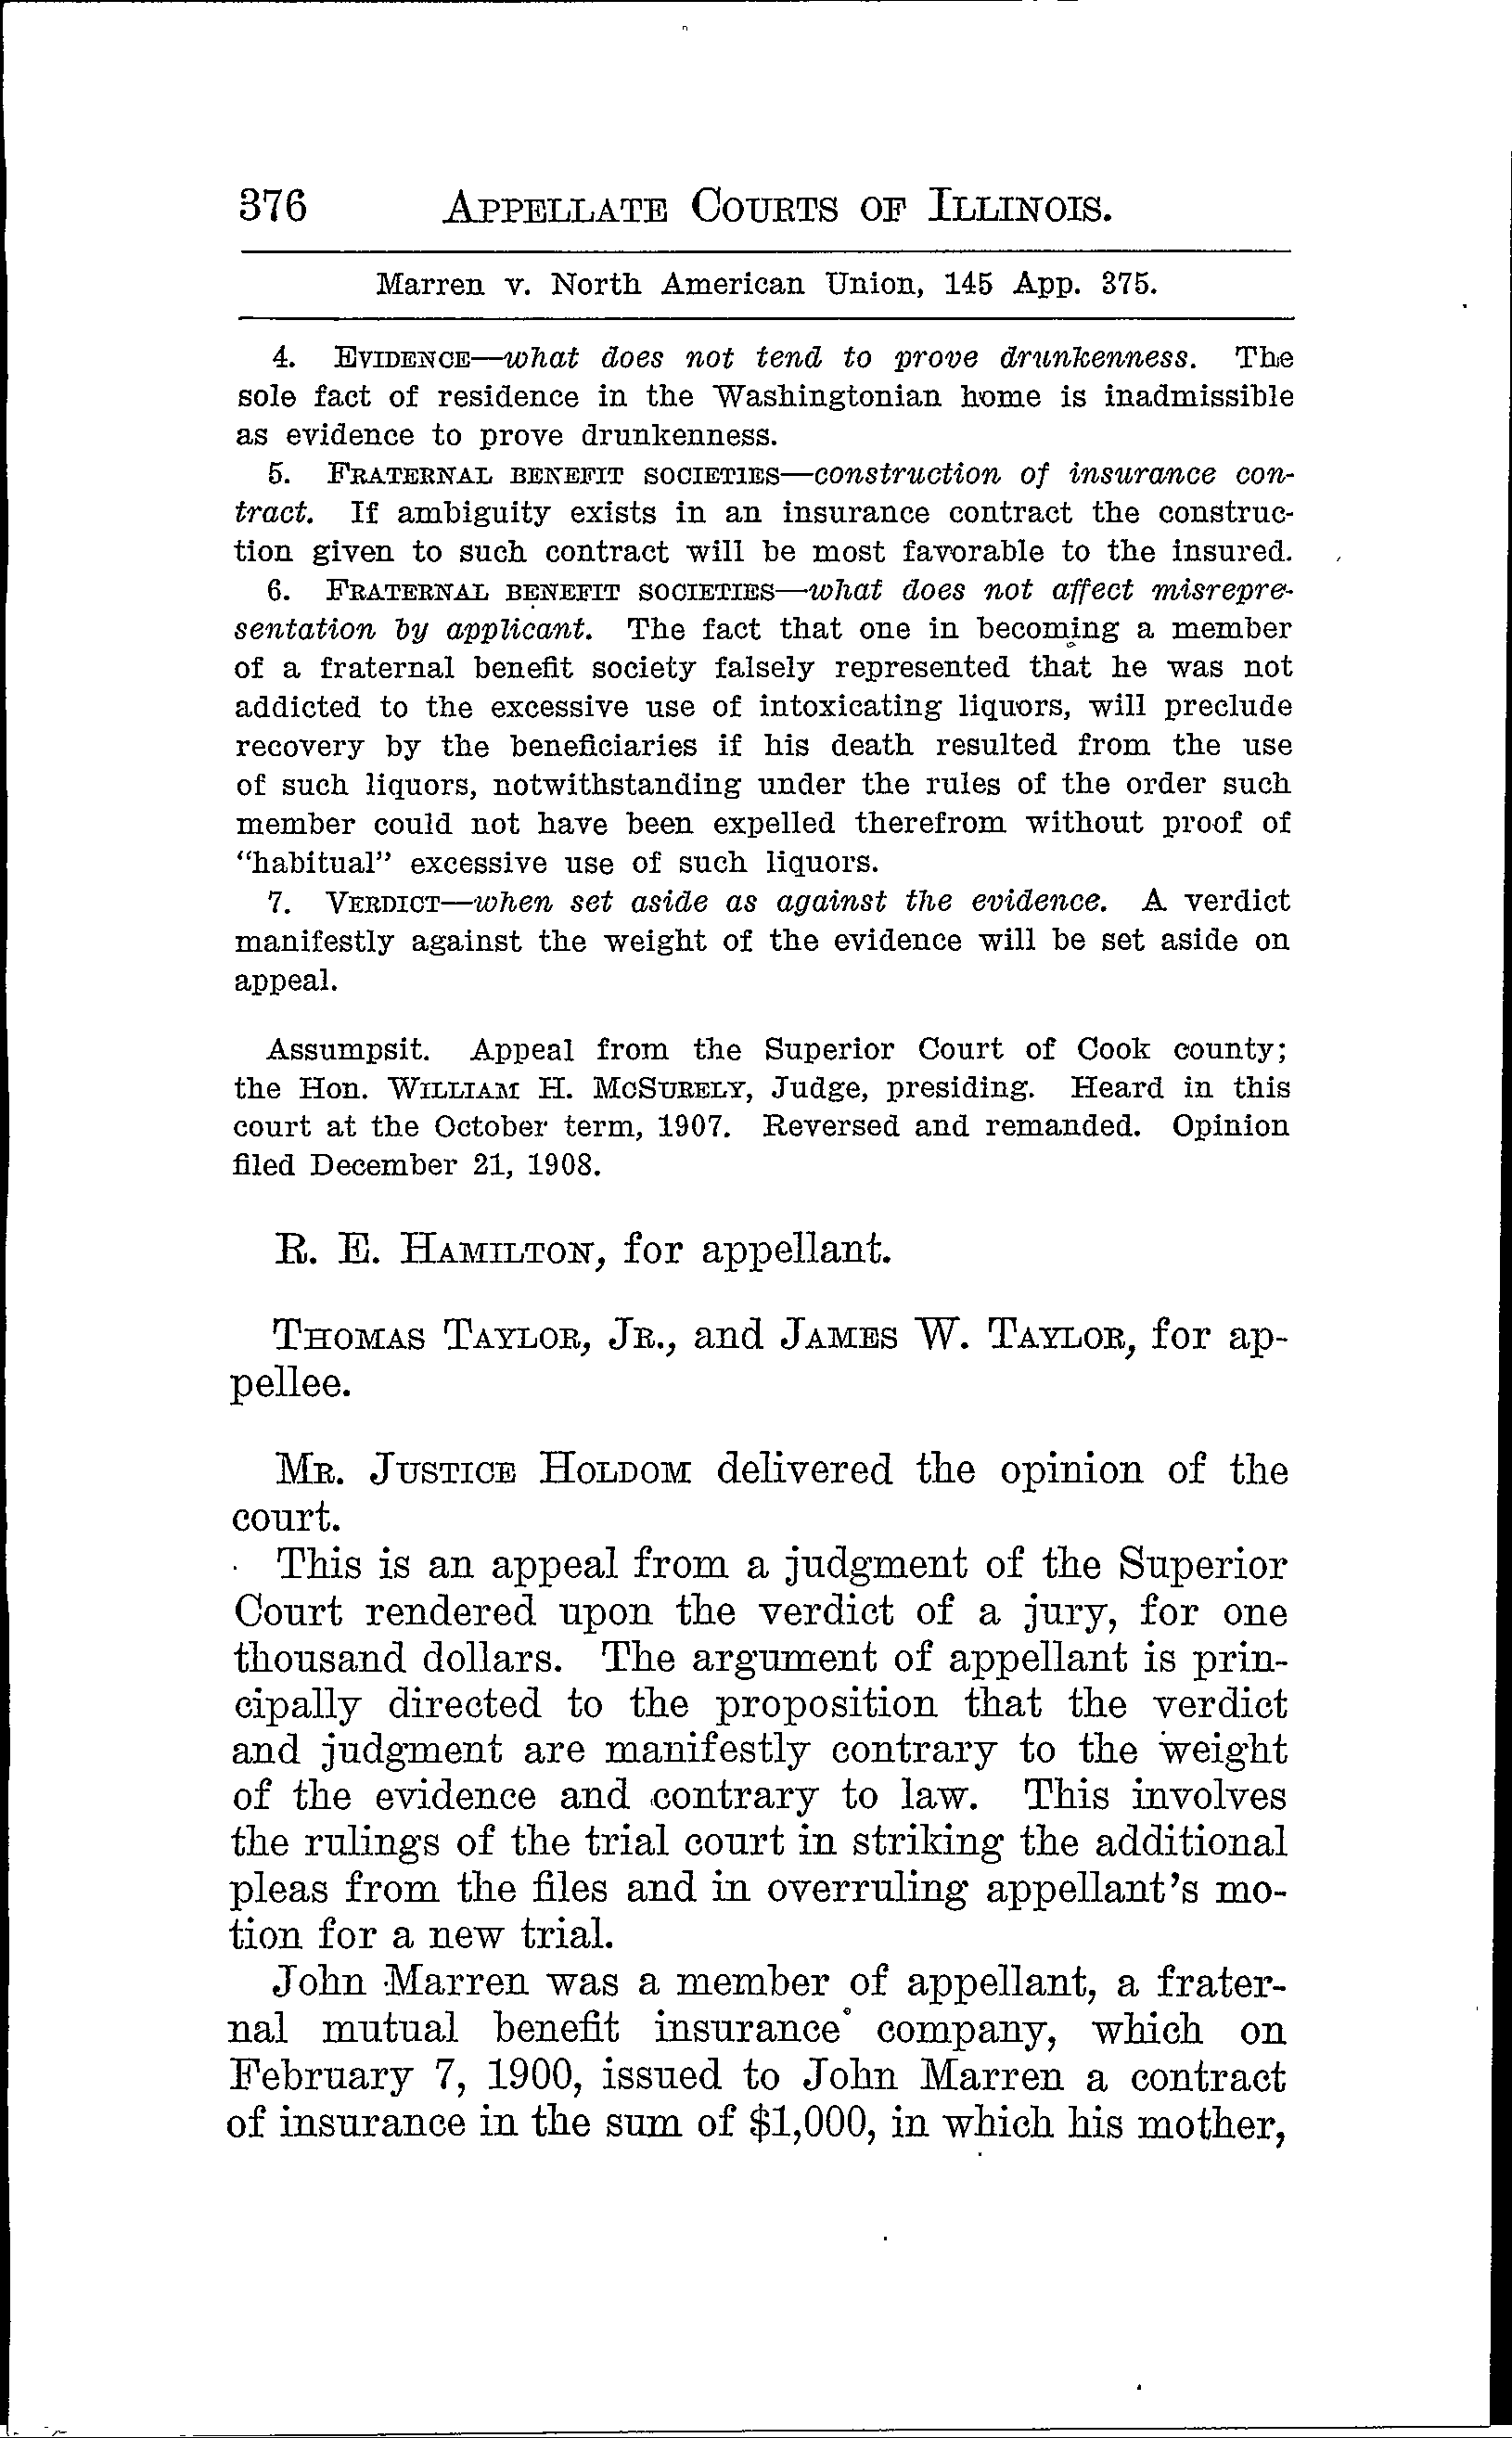 376 APPELLATE COURTS OF ILLINOIS.
Marren v. North American Union, 145 App. 375.
4. EVIDENCE—what does not tend to prove drunkenness. The
sole fact of residence in the Washingtonian home is inadmissible
as evidence to prove drunkenness.
5. FRATERNAL BENEFIT SOCIETIES—construction of insurance con-
tract. If ambiguity exists in an insurance contract the construc-
tion given to such contract will be most favorable to the insured.
6. FRATERNAL BENEFIT SOCIETIES—what does not affect misrepre-
sentation by applicant. The fact that one in becoming a member
of a fraternal benefit society falsely represented that he was not
addicted to the excessive use of intoxicating liquors, will preclude
recovery by the beneficiaries if his death resulted from the use
of such liquors, notwithstanding under the rules of the order such
member could not have been expelled therefrom without proof of
“habitual” excessive use of such liquors.
7. VERDICT—when set aside as against the evidence. A verdict
manifestly against the weight of the evidence will be set aside on
appeal.
Assumpsit. Appeal from the Superior Court of Cook county;
the Hon. WILLIAM H. MCSURELY, Judge, presiding. Heard in this
court at the October term, 1907. Reversed and remanded. Opinion
filed December 21, 1908.
R. E. HAMILTON, for appellant.
THOMAS TAYLOR, JR., and JAMES W. TAYLOR, for ap-
pellee.
MR. JUSTICE HOLDOM delivered the opinion of the
court.
This is an appeal from a judgment of the Superior
Court rendered upon the verdict of a jury, for one
thousand dollars. The argument of appellant is prin-
cipally directed to the proposition that the verdict
and judgment are manifestly contrary to the weight
of the evidence and contrary to law. This involves
the rulings of the trial court in striking the additional
pleas from the files and in overruling appellant's mo-
tion for a new trial.
John Marren was a member of appellant, a frater-
nal mutual benefit insurance company, which on
February 7, 1900, issued to John Marren a contract
of insurance in the sum of $1,000, in which his mother,